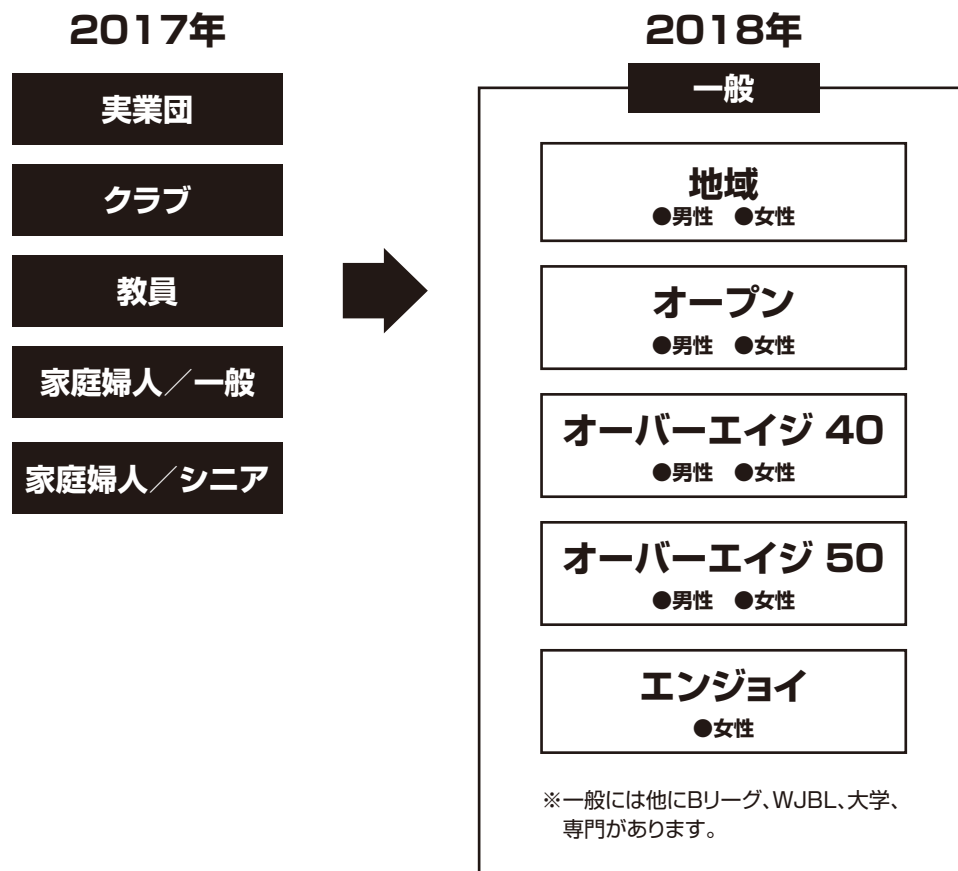 2017年
実業団
クラブ
教員
家庭婦人／一般
家庭婦人／シニア
2018年
一般
地域
●男性　●女性
オープン
●男性　●女性
オーバーエイジ 40
●男性　●女性
オーバーエイジ 50
●男性　●女性
エンジョイ
●女性
※一般には他にBリーグ、WJBL、大学、
専門があります。